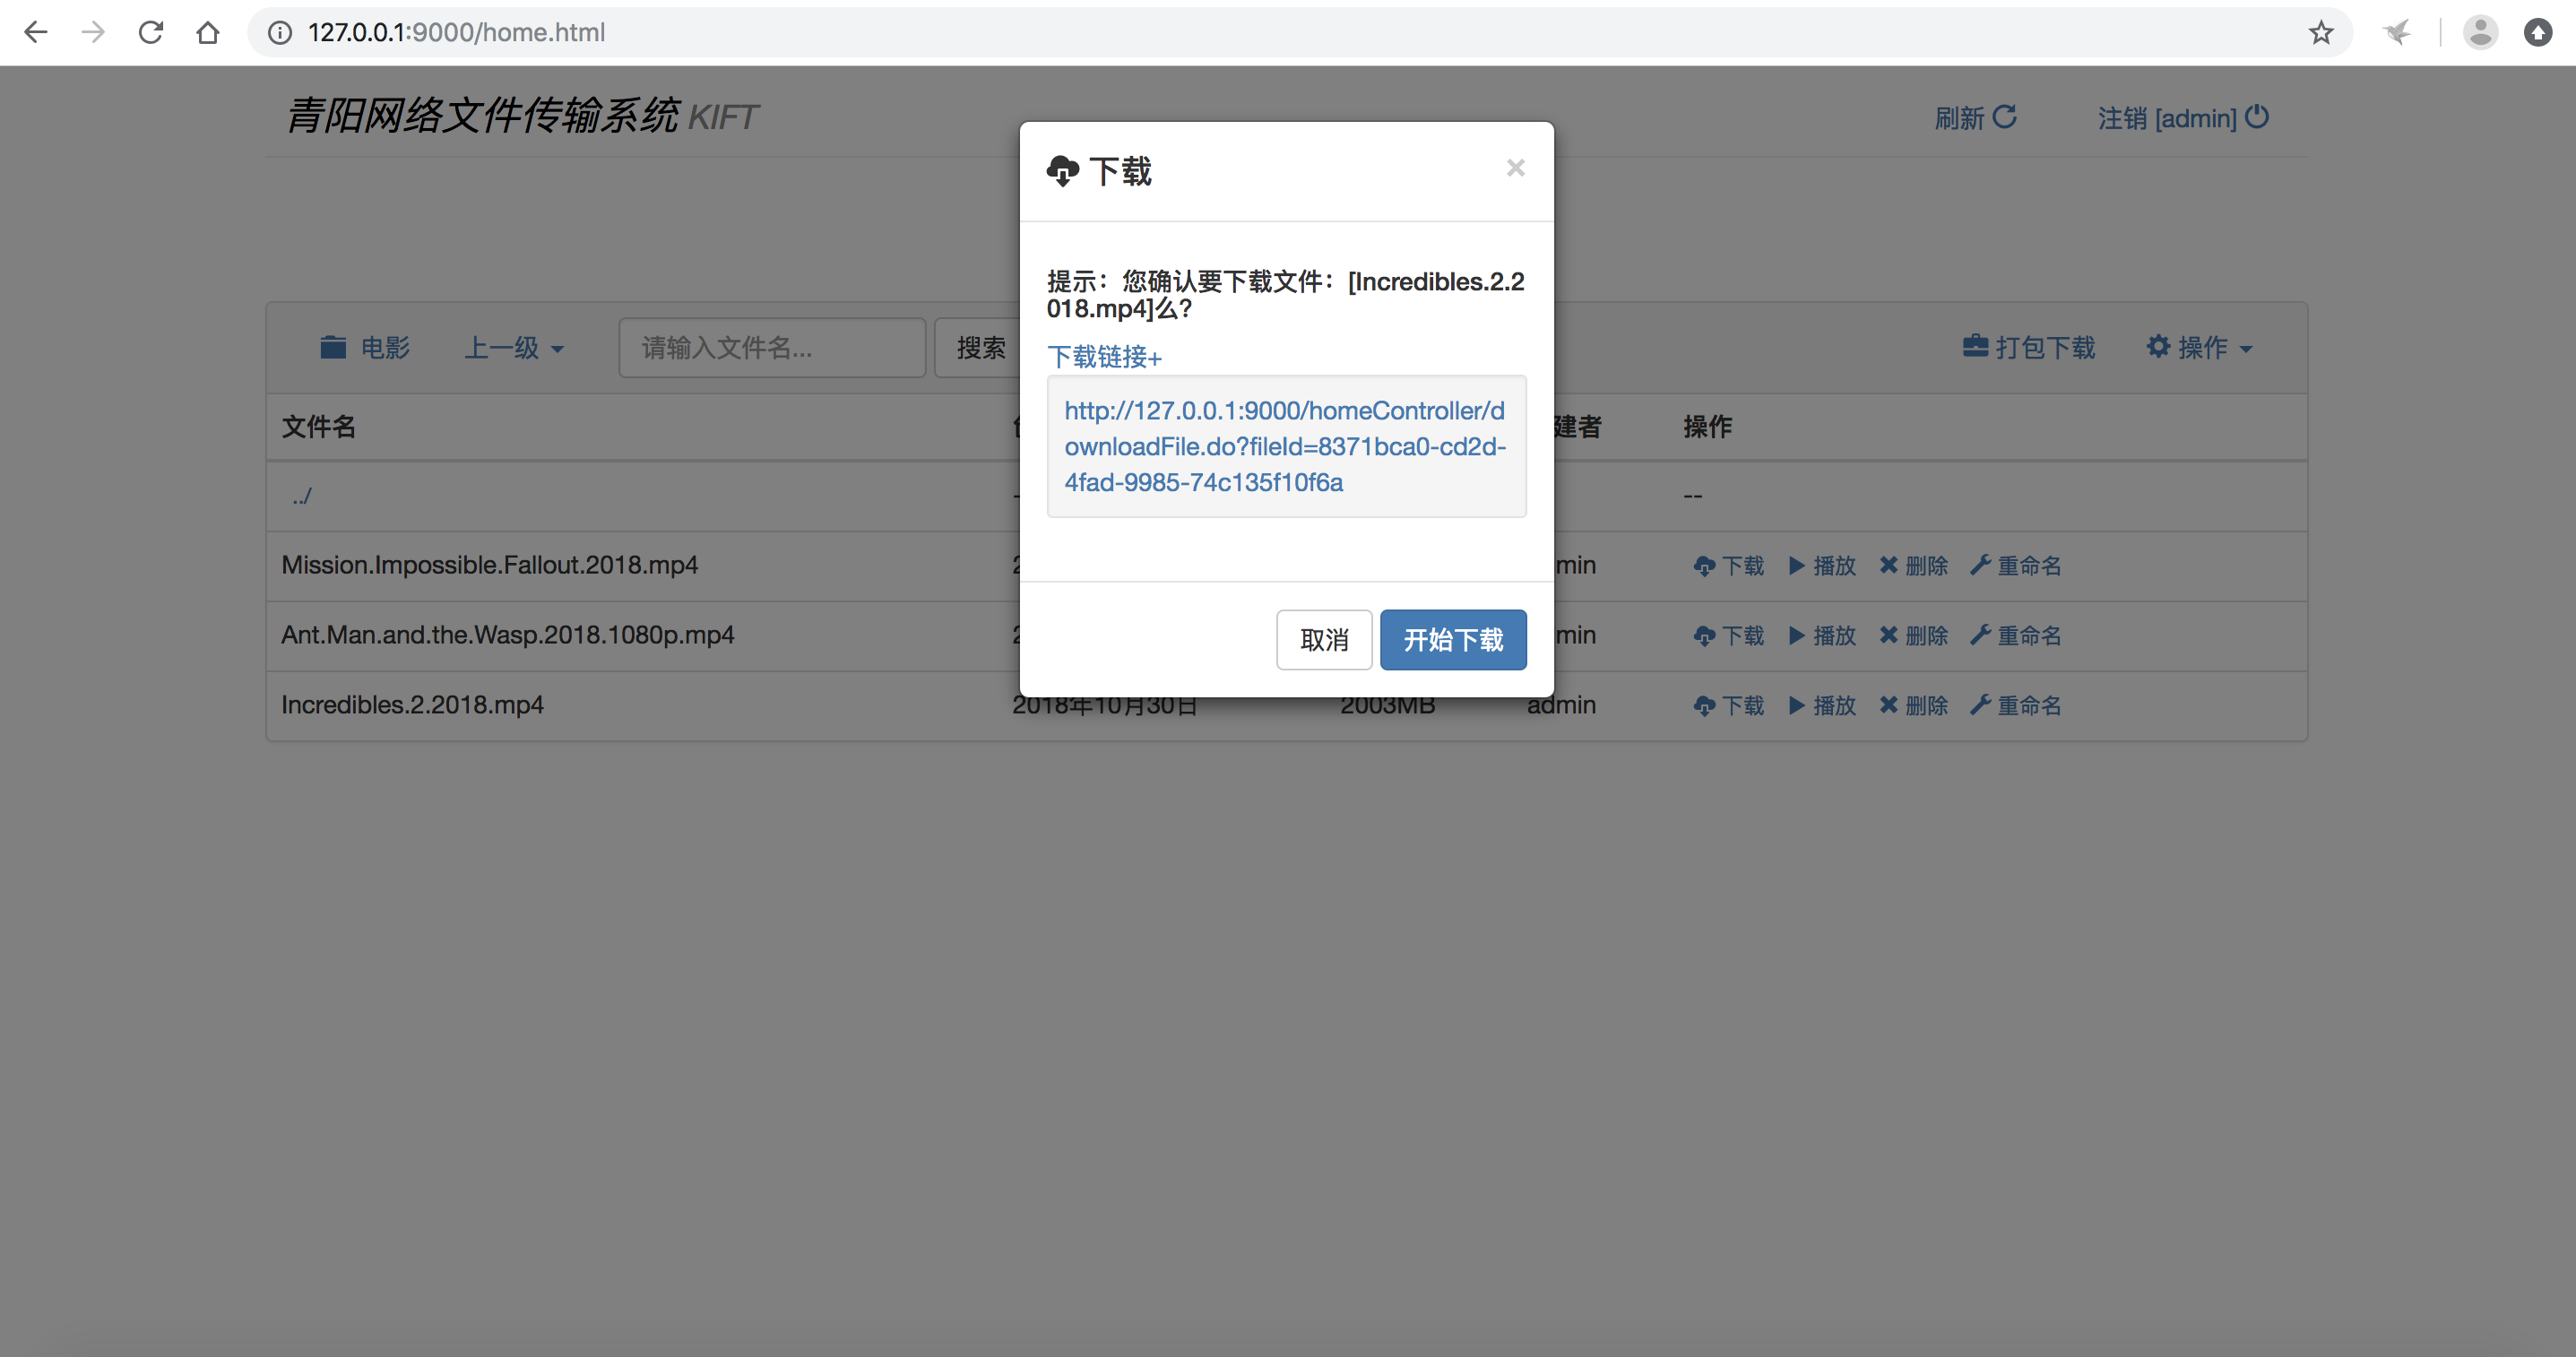 127.0.0.1:9000/home.html
青阳网络文件传输系统 KIFT
刷新
注销 [admin]
下载
×
提示：您确认要下载文件：[Incredibles.2.2
018.mp4]么？
下载链接+
http://127.0.0.1:9000/homeController/d
ownloadFile.do?fileId=8371bca0-cd2d-
4fad-9985-74c135f10f6a
取消
开始下载
电影
上一级
请输入文件名...
搜索
打包下载
操作
文件名
建者
操作
../
--
Mission.Impossible.Fallout.2018.mp4
min
下载 播放 删除 重命名
Ant.Man.and.the.Wasp.2018.1080p.mp4
min
下载 播放 删除 重命名
Incredibles.2.2018.mp4
2018年10月30日
2003MB
admin
下载 播放 删除 重命名